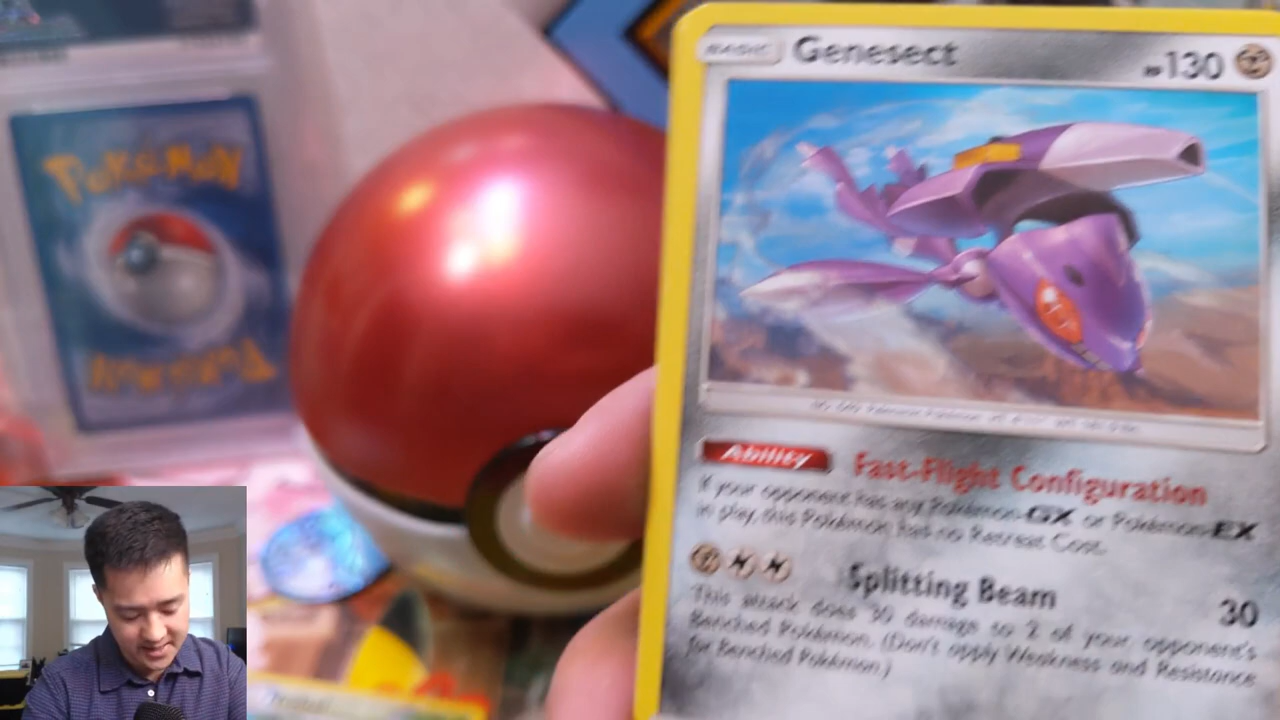 POKéMON
BASIC Genesect HP130
Ability Fast-Flight Configuration
If your opponent has any Pokémon-GX or Pokémon-EX
in play, this Pokémon has no Retreat Cost.
Splitting Beam 30
This attack does 30 damage to 2 of your opponent's
Benched Pokémon. (Don't apply Weakness and Resistance
for Benched Pokémon.)